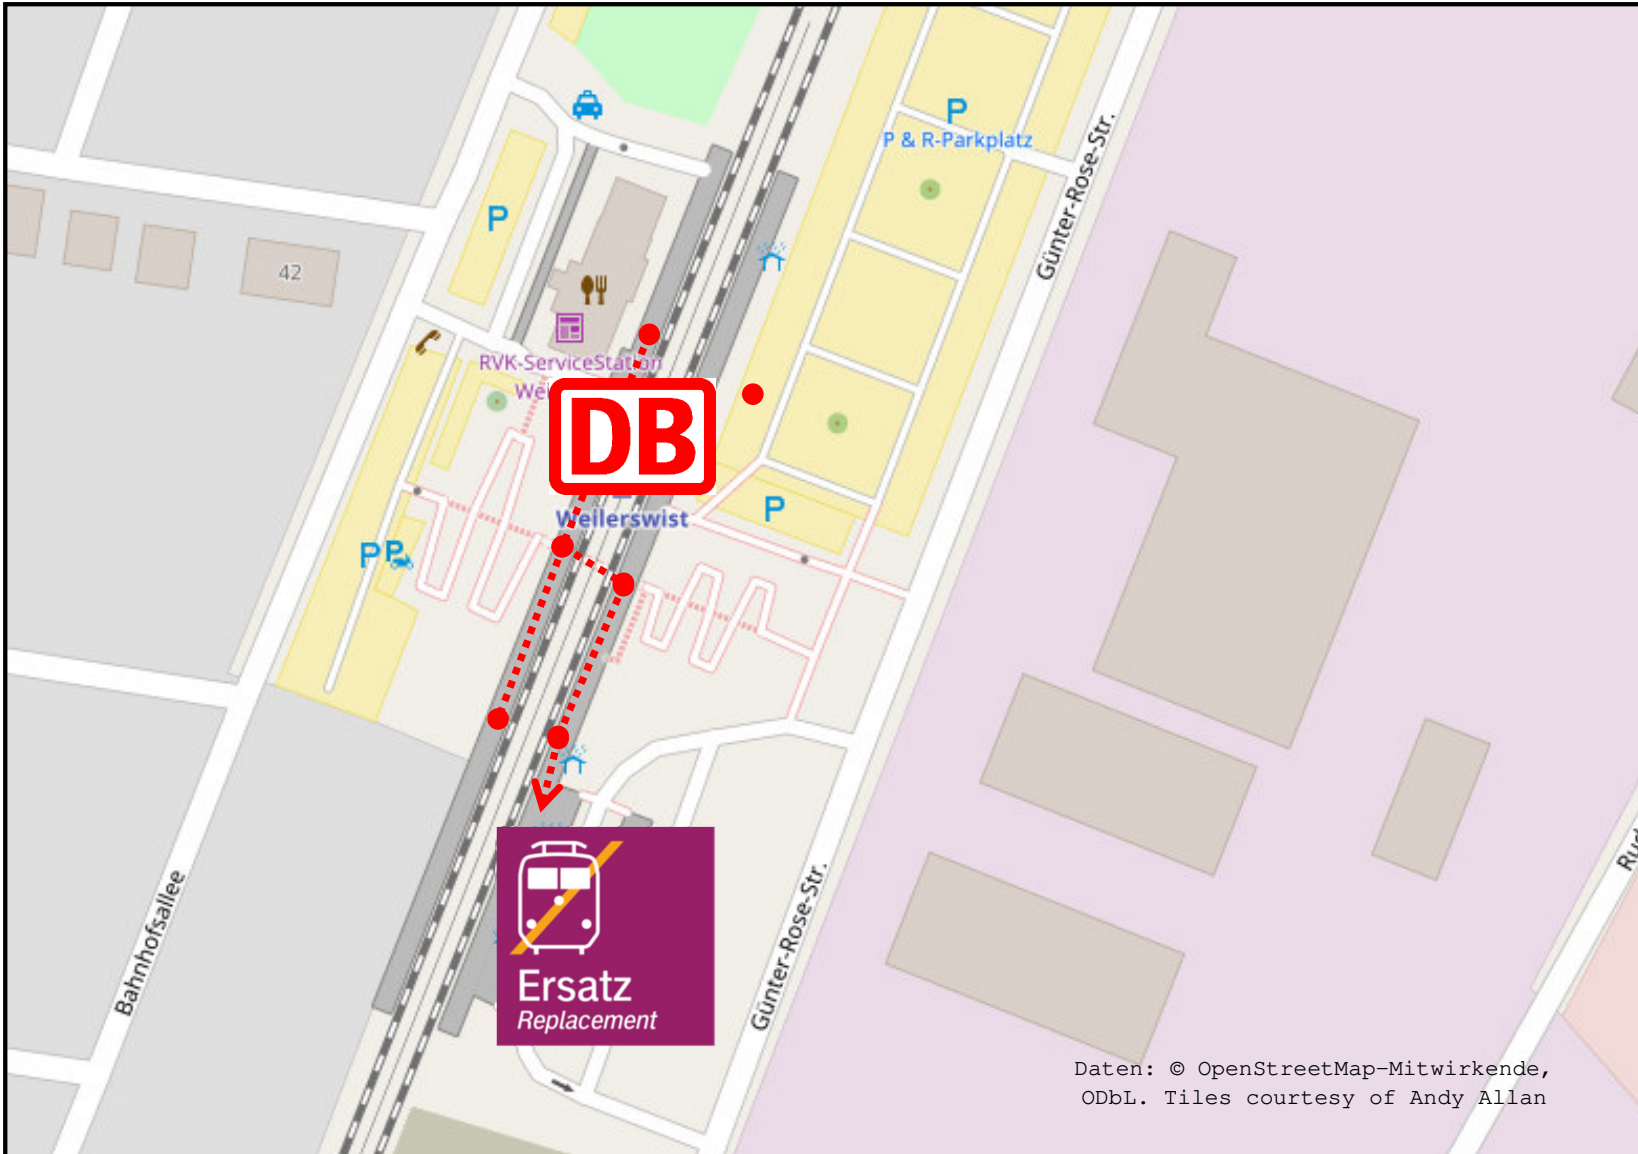 P
P & R-Parkplatz
Günter-Rose-Str.
P
42
RVK-ServiceStation
DB
Weilerswist
P
P
P
Bahnhofsallee
Günter-Rose-Str.
Ersatz
Replacement
Daten: © OpenStreetMap-Mitwirkende,
ODbL. Tiles courtesy of Andy Allan